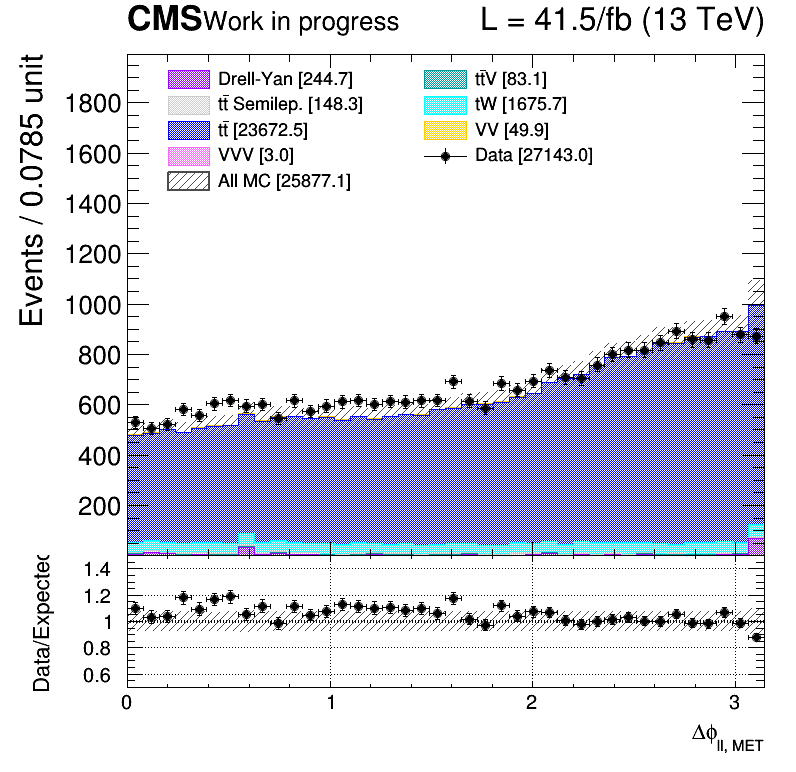 CMS Work in progress L = 41.5/fb (13 TeV)
Events / 0.0785 unit
Drell-Yan [244.7]
tt̄ Semilep. [148.3]
tt̄ [23672.5]
VVV [3.0]
All MC [25877.1]
tt̄V [83.1]
tW [1675.7]
VV [49.9]
Data [27143.0]
1800
1600
1400
1200
1000
800
600
400
200
Data/Expected
1.4
1.2
1
0.8
0.6
0 1 2 3
Δϕll, MET